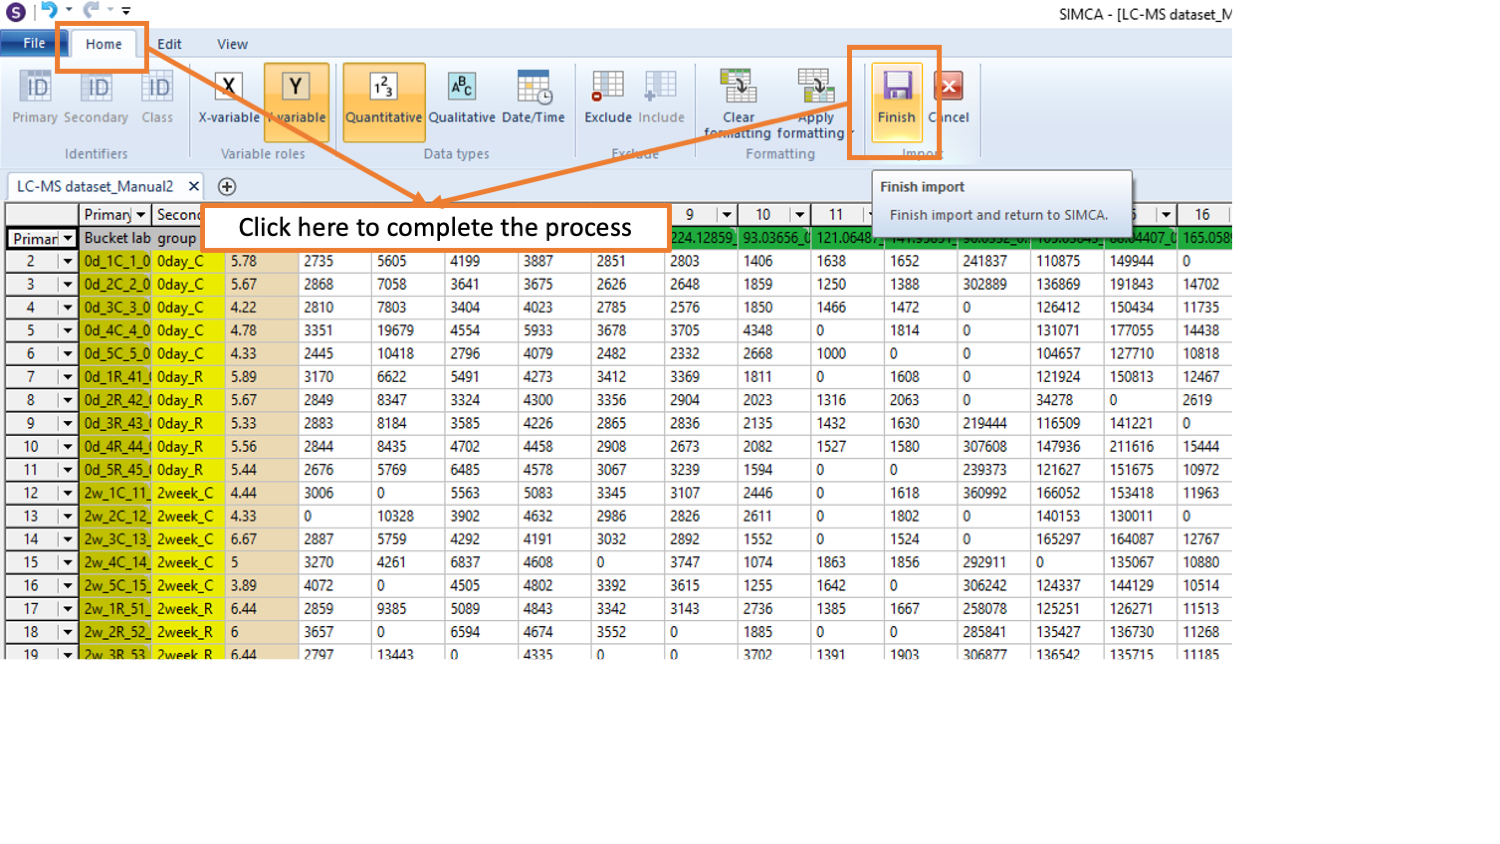 S
SIMCA - [LC-MS dataset_M
File Home Edit View
ID ID ID X Y 1 2 3 ABC
Primary Secondary Class X-variable variable Quantitative Qualitative Date/Time Exclude Include Clear formatting Apply formatting Finish Cancel
Identifiers Variable roles Data types Exclude Formatting Import
LC-MS dataset_Manual2
Finish import
Finish import and return to SIMCA.
Click here to complete the process
Primary Second 9 10 11 16
Primar Bucket lab group 224.12859_ 93.03656_0 121.06487_ 165.058
2 0d_1C_1_0 0day_C 5.78 2735 5605 4199 3887 2851 2803 1406 1638 1652 241837 110875 149944 0
3 0d_2C_2_0 0day_C 5.67 2868 7058 3641 3675 2626 2648 1859 1250 1388 302889 136869 191843 14702
4 0d_3C_3_0 0day_C 4.22 2810 7803 3404 4023 2785 2576 1850 1466 1472 0 126412 150434 11735
5 0d_4C_4_0 0day_C 4.78 3351 19679 4554 5933 3678 3705 4348 0 1814 0 131071 177055 14438
6 0d_5C_5_0 0day_C 4.33 2445 10418 2796 4079 2482 2332 2668 1000 0 0 104657 127710 10818
7 0d_1R_41_ 0day_R 5.89 3170 6622 5491 4273 3412 3369 1811 0 1608 0 121924 150813 12467
8 0d_2R_42_ 0day_R 5.67 2849 8347 3324 4300 3356 2904 2023 1316 2063 0 34278 0 2619
9 0d_3R_43_ 0day_R 5.33 2883 8184 3585 4226 2865 2836 2135 1432 1630 219444 116509 141221 0
10 0d_4R_44_ 0day_R 5.56 2844 8435 4702 4458 2908 2673 2082 1527 1580 307608 147936 211616 15444
11 0d_5R_45_ 0day_R 5.44 2676 5769 6485 4578 3067 3239 1594 0 0 239373 121627 151675 10972
12 2w_1C_11_ 2week_C 4.44 3006 0 5563 5083 3345 3107 2446 0 1618 360992 166052 153418 11963
13 2w_2C_12_ 2week_C 4.33 0 10328 3902 4632 2986 2826 2611 0 1802 0 140153 130011 0
14 2w_3C_13_ 2week_C 6.67 2887 5759 4292 4191 3032 2892 1552 0 1524 0 165297 164087 12767
15 2w_4C_14_ 2week_C 5 3270 4261 6837 4608 0 3747 1074 1863 1856 292911 0 135067 10880
16 2w_5C_15_ 2week_C 3.89 4072 0 4505 4802 3392 3615 1255 1642 0 306242 124337 144129 10514
17 2w_1R_51_ 2week_R 6.44 2859 9385 5089 4843 3342 3143 2736 1385 1667 258078 125251 126271 11513
18 2w_2R_52_ 2week_R 6 3657 0 6594 4674 3552 0 1885 0 0 285841 135427 136730 11268
19 2w_3R_53_ 2week_R 6.44 2797 13443 0 4335 0 0 3702 1391 1903 306877 136542 135715 11185